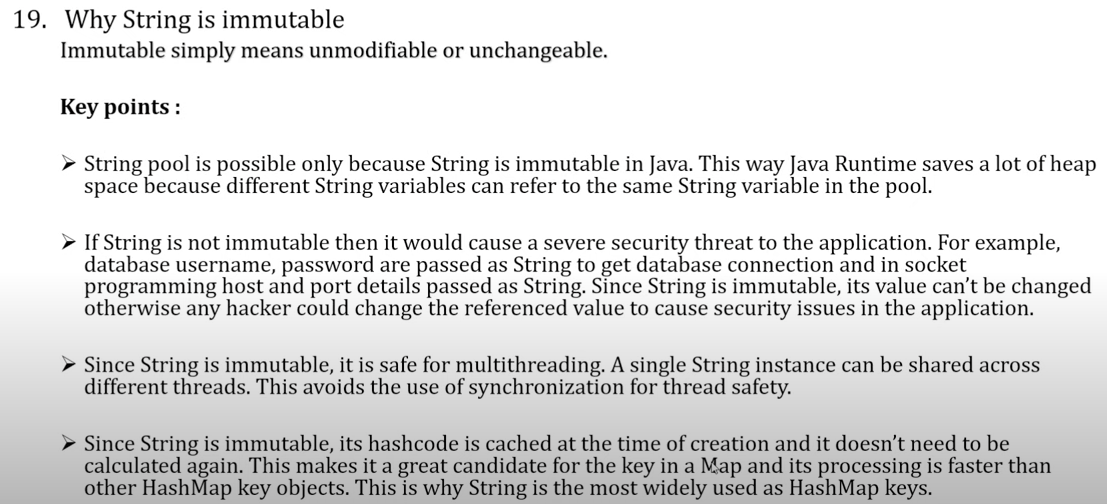 19. Why String is immutable
Immutable simply means unmodifiable or unchangeable.
Key points :
➢ String pool is possible only because String is immutable in Java. This way Java Runtime saves a lot of heap
space because different String variables can refer to the same String variable in the pool.
➢ If String is not immutable then it would cause a severe security threat to the application. For example,
database username, password are passed as String to get database connection and in socket
programming host and port details passed as String. Since String is immutable, its value can't be changed
otherwise any hacker could change the referenced value to cause security issues in the application.
➢ Since String is immutable, it is safe for multithreading. A single String instance can be shared across
different threads. This avoids the use of synchronization for thread safety.
➢ Since String is immutable, its hashcode is cached at the time of creation and it doesn't need to be
calculated again. This makes it a great candidate for the key in a Map and its processing is faster than
other HashMap key objects. This is why String is the most widely used as HashMap keys.